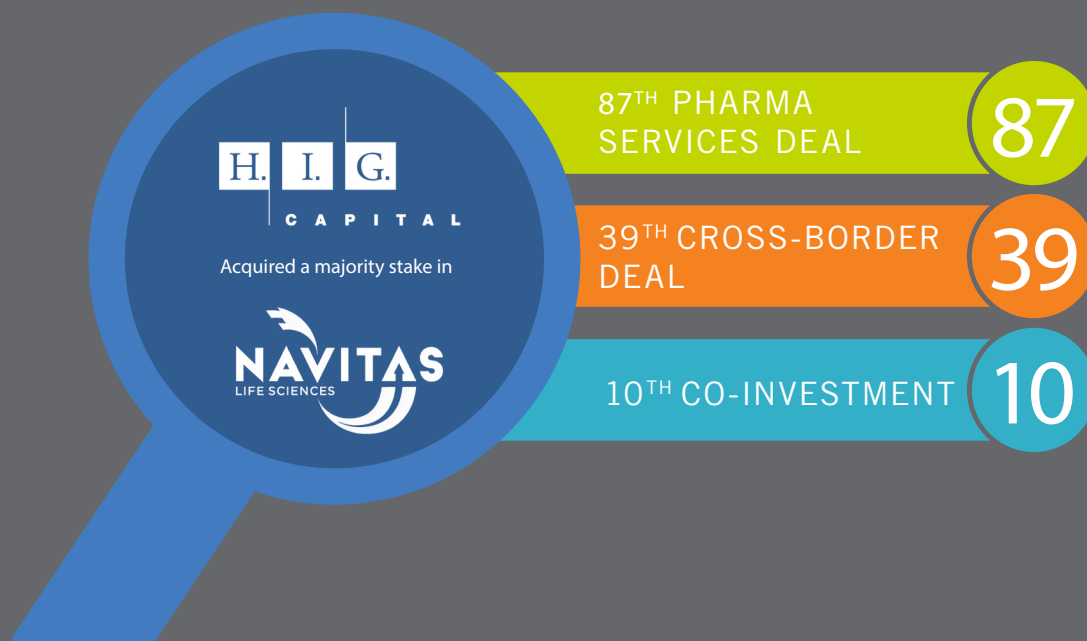 H. I. G.
CAPITAL
Acquired a majority stake in
NAVITAS
LIFE SCIENCES
87TH PHARMA
SERVICES DEAL
87
39TH CROSS-BORDER
DEAL
39
10TH CO-INVESTMENT
10